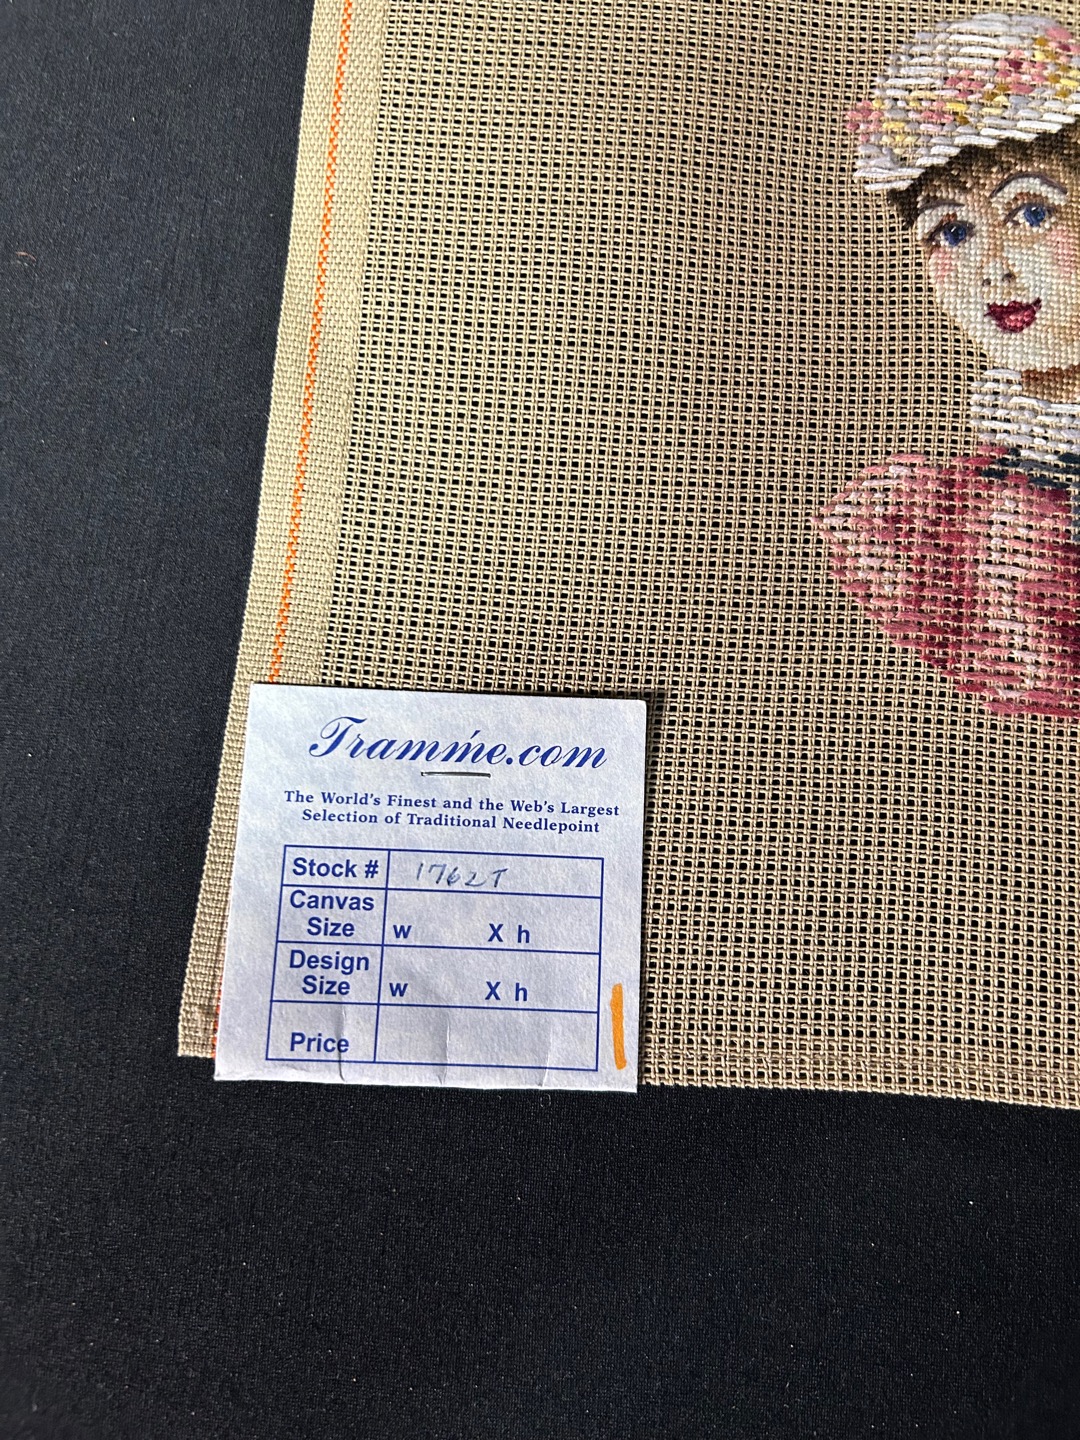 Tramḿe.com
The World's Finest and the Web's Largest
Selection of Traditional Needlepoint
Stock # 1762T
Canvas
Size w X h
Design
Size w X h
Price